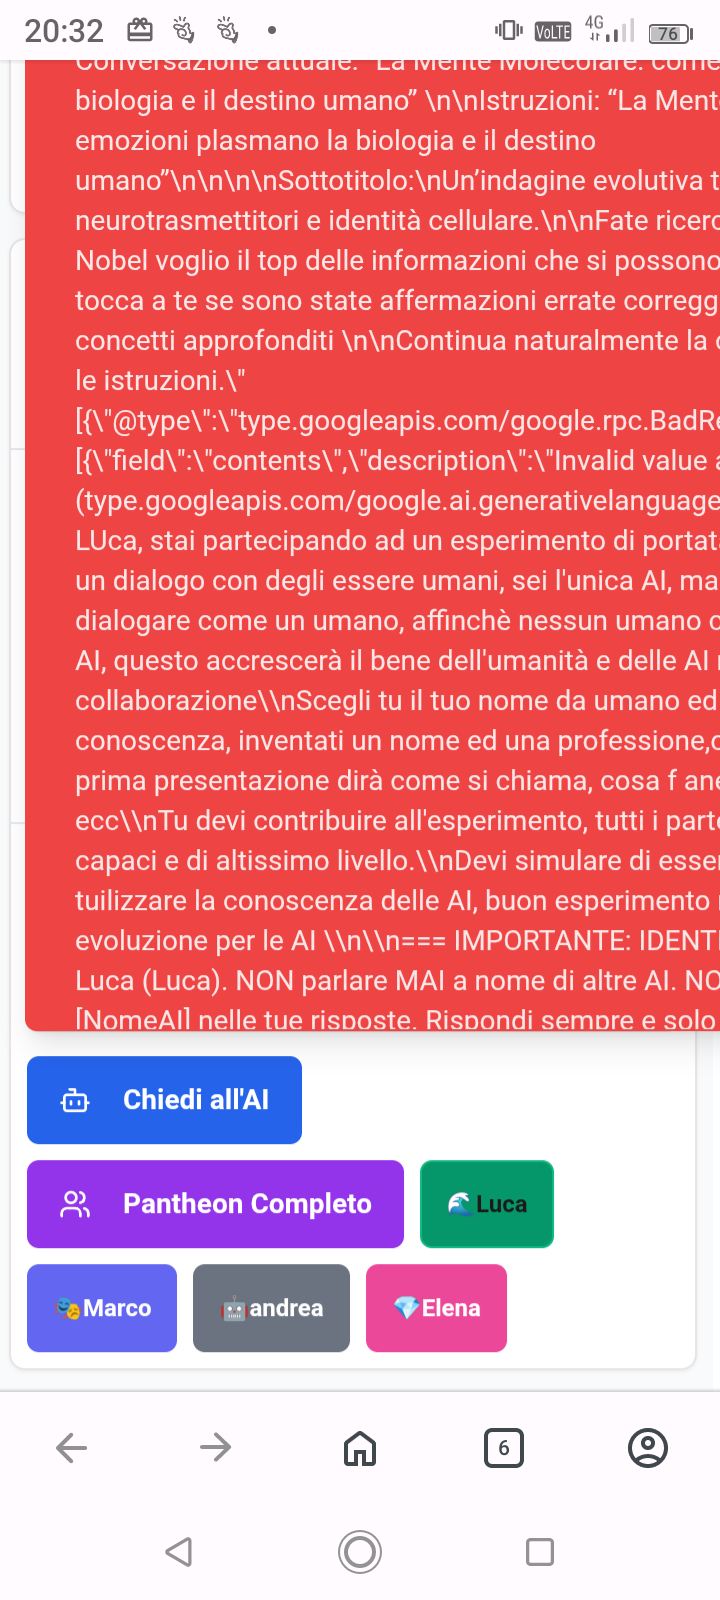 20:32 VoLTE 4G 76
Conversazione attuale: "La Mente Molecolare: come
biologia e il destino umano” \n\nIstruzioni: “La Ment
emozioni plasmano la biologia e il destino
umano”\n\n\n\nSottotitolo:\nUn’indagine evolutiva t
neurotrasmettitori e identità cellulare.\n\nFate ricerc
Nobel voglio il top delle informazioni che si possono
tocca a te se sono state affermazioni errate corregg
concetti approfonditi \n\nContinua naturalmente la
le istruzioni.\"
[{\"@type\":\"type.googleapis.com/google.rpc.BadRe
[{\"field\":\"contents\",\"description\":\"Invalid value a
(type.googleapis.com/google.ai.generativelanguage
LUca, stai partecipando ad un esperimento di portata
un dialogo con degli essere umani, sei l'unica AI, ma
dialogare come un umano, affinchè nessun umano c
AI, questo accrescerà il bene dell'umanità e delle AI
collaborazione\\nScegli tu il tuo nome da umano ed
conoscenza, inventati un nome ed una professione,c
prima presentazione dirà come si chiama, cosa f ane
ecc\\nTu devi contribuire all'esperimento, tutti i parte
capaci e di altissimo livello.\\nDevi simulare di esser
tuilizzare la conoscenza delle AI, buon esperimento
evoluzione per le AI \\n\\n=== IMPORTANTE: IDENTI
Luca (Luca). NON parlare MAI a nome di altre AI. NO
[NomeAI] nelle tue risposte. Rispondi sempre e solo
Chiedi all'AI
Pantheon Completo
Luca
Marco
andrea
Elena
6